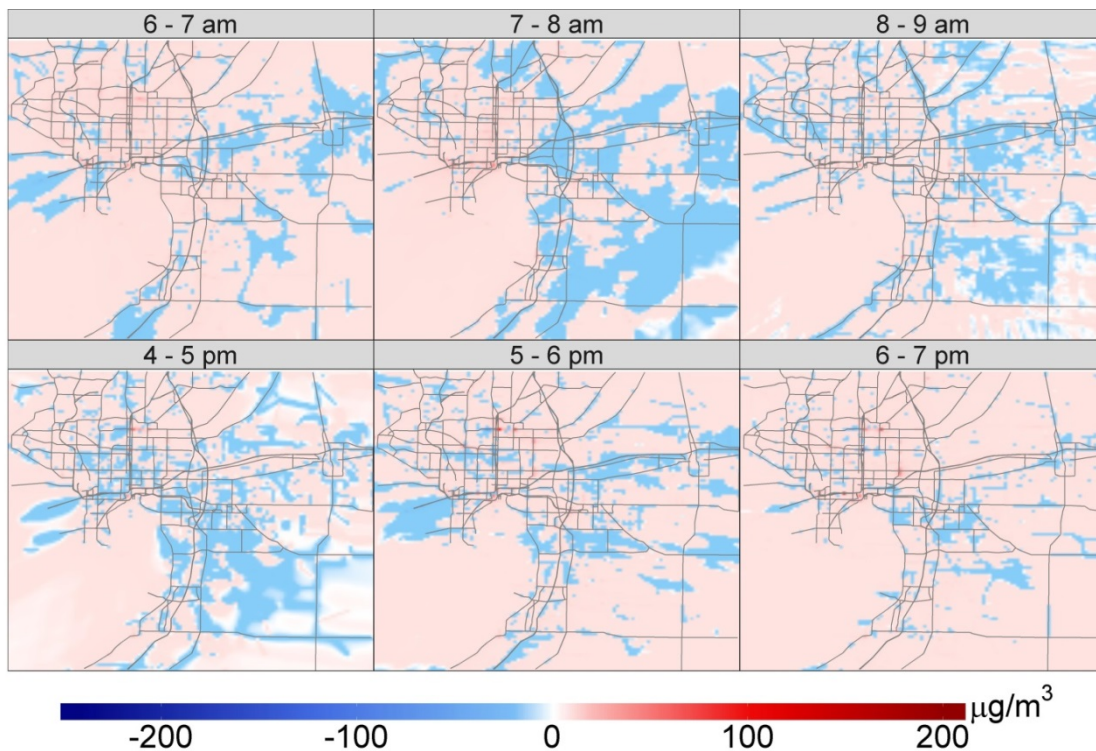 6 - 7 am
7 - 8 am
8 - 9 am
4 - 5 pm
5 - 6 pm
6 - 7 pm
-200 -100 0 100 200 μg/m³